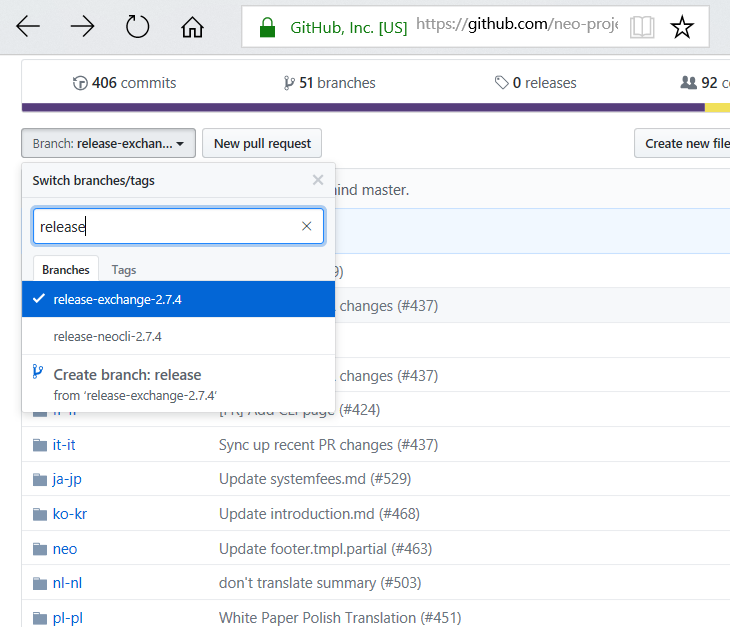 GitHub, Inc. [US] https://github.com/neo-proje
406 commits 51 branches 0 releases 92 c
Branch: release-exchan... New pull request Create new file
Switch branches/tags
ind master.
release
9)
Branches Tags
release-exchange-2.7.4
changes (#437)
release-neocli-2.7.4
Create branch: release
changes (#437)
from ‘release-exchange-2.7.4’
[FR] Add CLI page (#424)
it-it Sync up recent PR changes (#437)
ja-jp Update systemfees.md (#529)
ko-kr Update introduction.md (#468)
neo Update footer.tmpl.partial (#463)
nl-nl don't translate summary (#503)
pl-pl White Paper Polish Translation (#451)